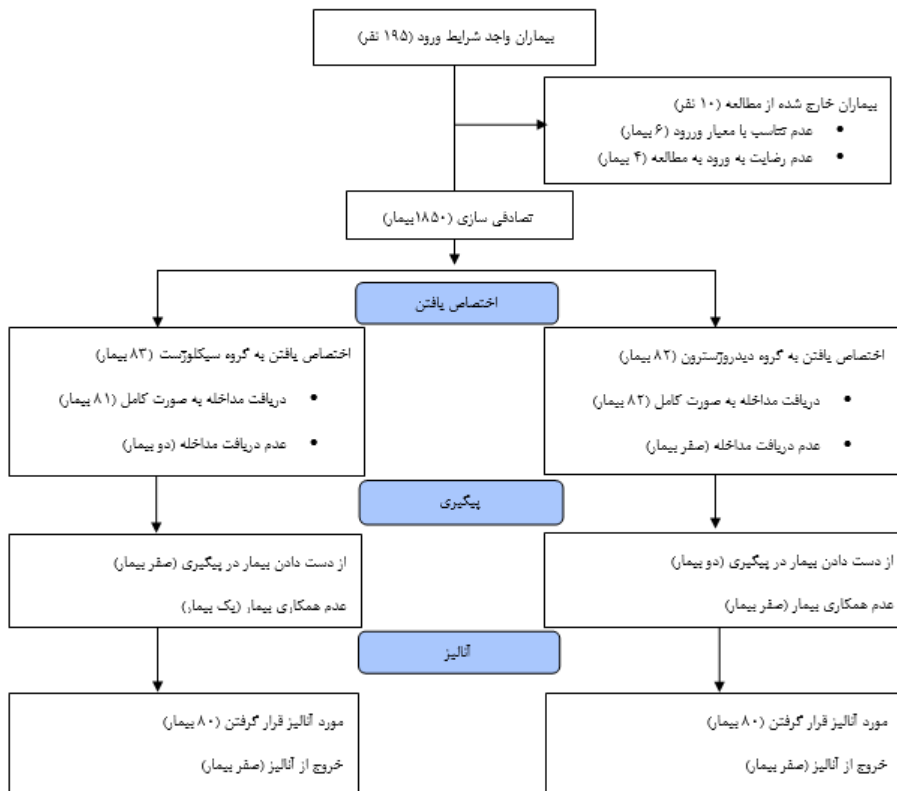 بیماران واجد شرایط ورود (۱۹۵ نفر)
بیماران خارج شده از مطالعه (۱۰ نفر)
• عدم تتاسب با معیار وررود (۶ بیمار)
• عدم رضایت به ورود به مطالعه (۴ بیمار)
تصادفی سازی (۱۸۵۰بیمار)
اختصاص یافتن
اختصاص یافتن به گروه دیدروژسترون (۸۲ بیمار)
• دریافت مداخله به صورت کامل (۸۲ بیمار)
• عدم دریافت مداخله (صفر بیمار)
اختصاص یافتن به گروه سیکلوژست (۸۳ بیمار)
• دریافت مداخله به صورت کامل (۸۱ بیمار)
• عدم دریافت مداخله (دو بیمار)
پیگیری
از دست دادن بیمار در پیگیری (دو بیمار)
عدم همکاری بیمار (صفر بیمار)
از دست دادن بیمار در پیگیری (صفر بیمار)
عدم همکاری بیمار (یک بیمار)
آنالیز
مورد آنالیز قرار گرفتن (۸۰ بیمار)
خروج از آنالیز (صفر بیمار)
مورد آنالیز قرار گرفتن (۸۰ بیمار)
خروج از آنالیز (صفر بیمار)